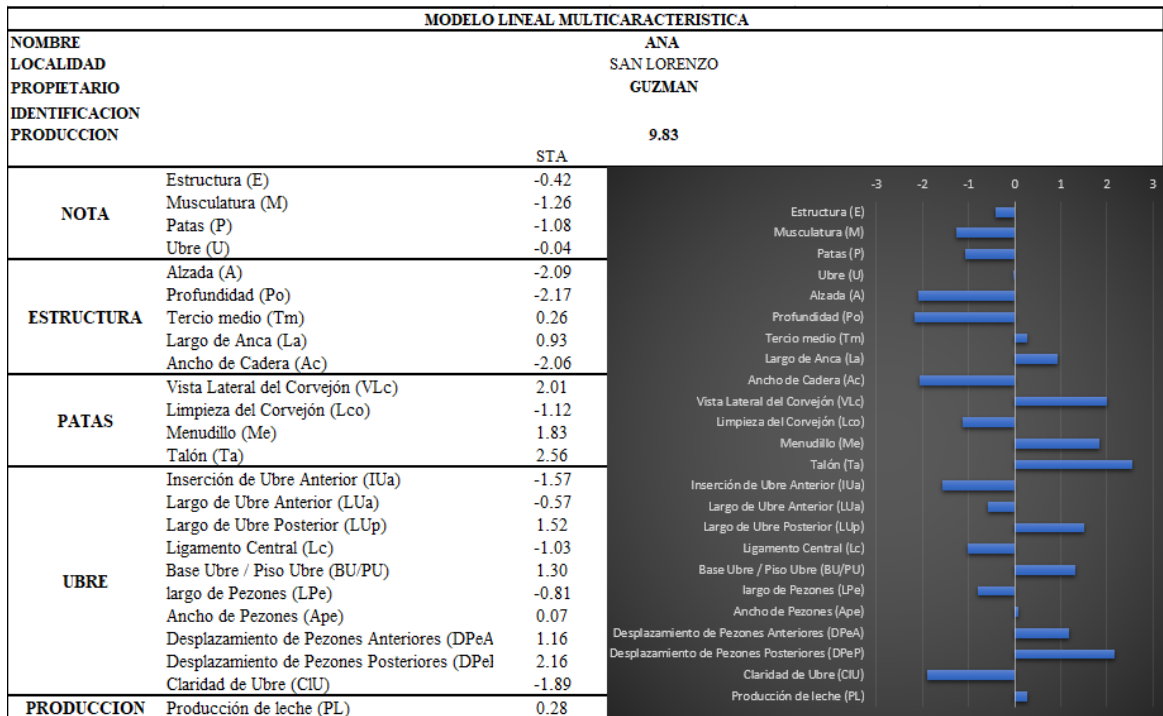 MODELO LINEAL MULTICARACTERISTICA
NOMBRE ANA
LOCALIDAD SAN LORENZO
PROPIETARIO GUZMAN
IDENTIFICACION
PRODUCCION 9.83
STA
NOTA
Estructura (E) -0.42
Musculatura (M) -1.26
Patas (P) -1.08
Ubre (U) -0.04
ESTRUCTURA
Alzada (A) -2.09
Profundidad (Po) -2.17
Tercio medio (Tm) 0.26
Largo de Anca (La) 0.93
Ancho de Cadera (Ac) -2.06
PATAS
Vista Lateral del Corvejón (VLc) 2.01
Limpieza del Corvejón (Lco) -1.12
Menudillo (Me) 1.83
Talón (Ta) 2.56
UBRE
Inserción de Ubre Anterior (IUa) -1.57
Largo de Ubre Anterior (LUa) -0.57
Largo de Ubre Posterior (LUp) 1.52
Ligamento Central (Lc) -1.03
Base Ubre / Piso Ubre (BU/PU) 1.30
largo de Pezones (LPe) -0.81
Ancho de Pezones (Ape) 0.07
Desplazamiento de Pezones Anteriores (DPeA 1.16
Desplazamiento de Pezones Posteriores (DPeI 2.16
Claridad de Ubre (ClU) -1.89
PRODUCCION Producción de leche (PL) 0.28
-3 -2 -1 0 1 2 3
Estructura (E)
Musculatura (M)
Patas (P)
Ubre (U)
Alzada (A)
Profundidad (Po)
Tercio medio (Tm)
Largo de Anca (La)
Ancho de Cadera (Ac)
Vista Lateral del Corvejón (VLc)
Limpieza del Corvejón (Lco)
Menudillo (Me)
Talón (Ta)
Inserción de Ubre Anterior (IUa)
Largo de Ubre Anterior (LUa)
Largo de Ubre Posterior (LUp)
Ligamento Central (Lc)
Base Ubre / Piso Ubre (BU/PU)
largo de Pezones (LPe)
Ancho de Pezones (Ape)
Desplazamiento de Pezones Anteriores (DPeA)
Desplazamiento de Pezones Posteriores (DPeP)
Claridad de Ubre (ClU)
Producción de leche (PL)